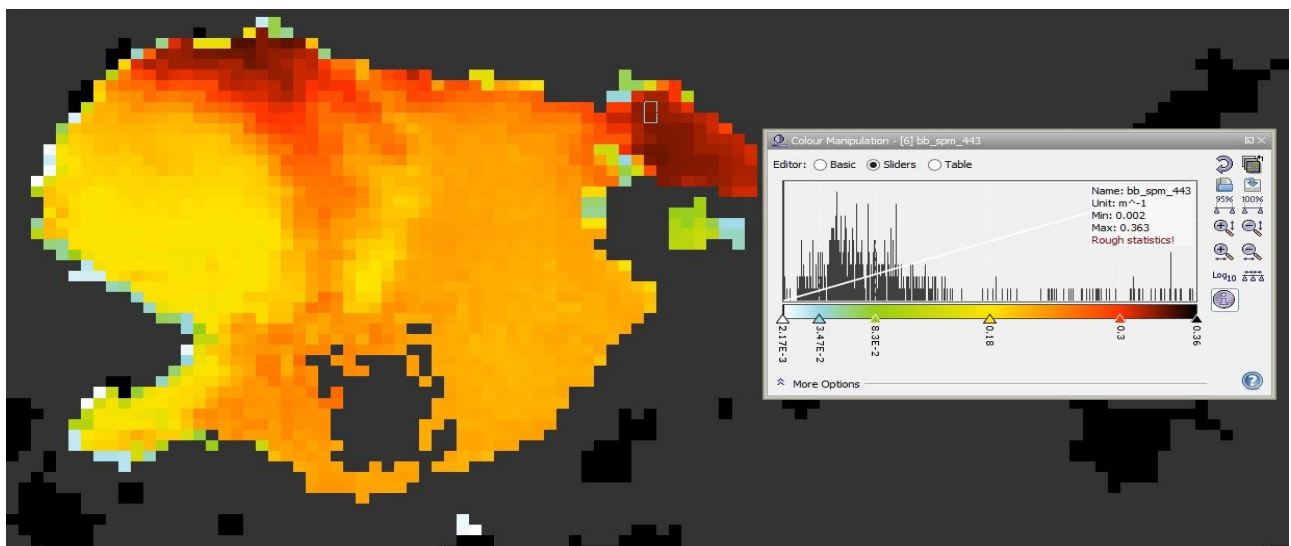 Colour Manipulation - [6] bb_spm_443
Editor: Basic Sliders Table
Name: bb_spm_443
Unit: m^-1
Min: 0.002
Max: 0.363
Rough statistics!
95% 100%
Log10
2.17E-3 3.47E-2 8.3E-2 0.18 0.3 0.36
More Options